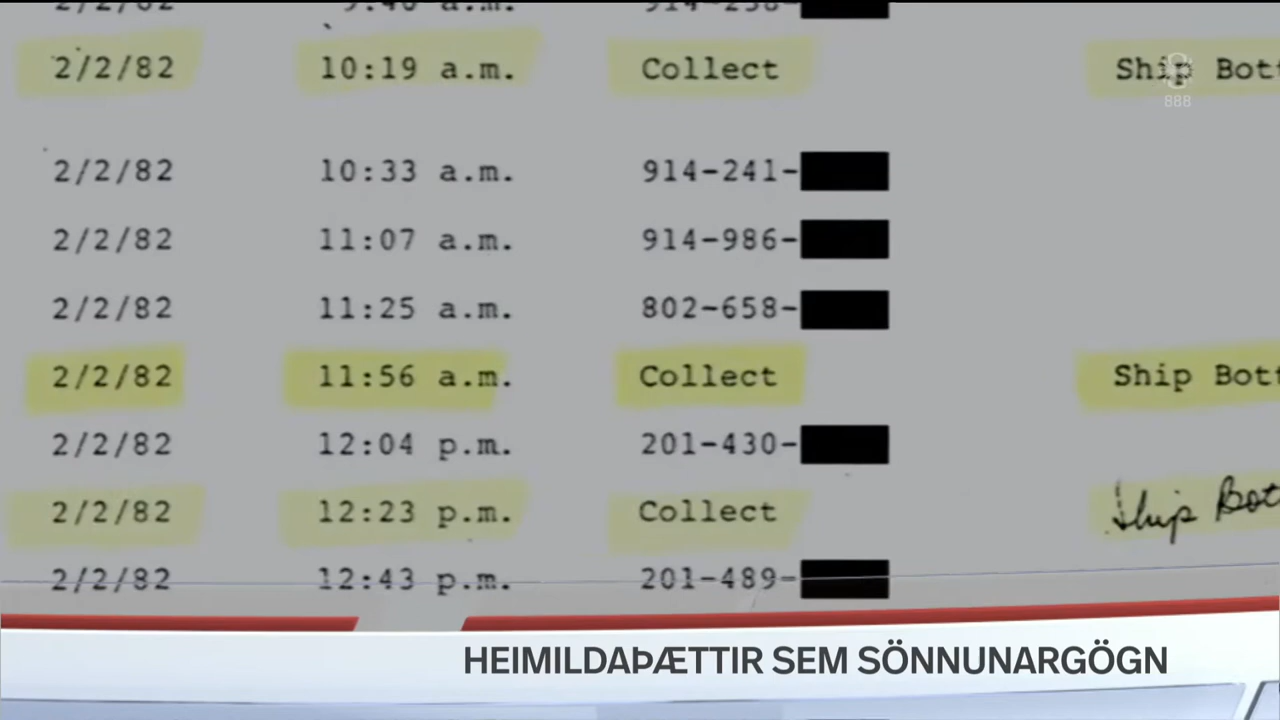 2/2/82 10:19 a.m. Collect Ship Bott
888
2/2/82 10:33 a.m. 914-241-
2/2/82 11:07 a.m. 914-986-
2/2/82 11:25 a.m. 802-658-
2/2/82 11:56 a.m. Collect Ship Bott
2/2/82 12:04 p.m. 201-430-
2/2/82 12:23 p.m. Collect Ship Bot
2/2/82 12:43 p.m. 201-489-
HEIMILDAÞÆTTIR SEM SÖNNUNARGÖGN